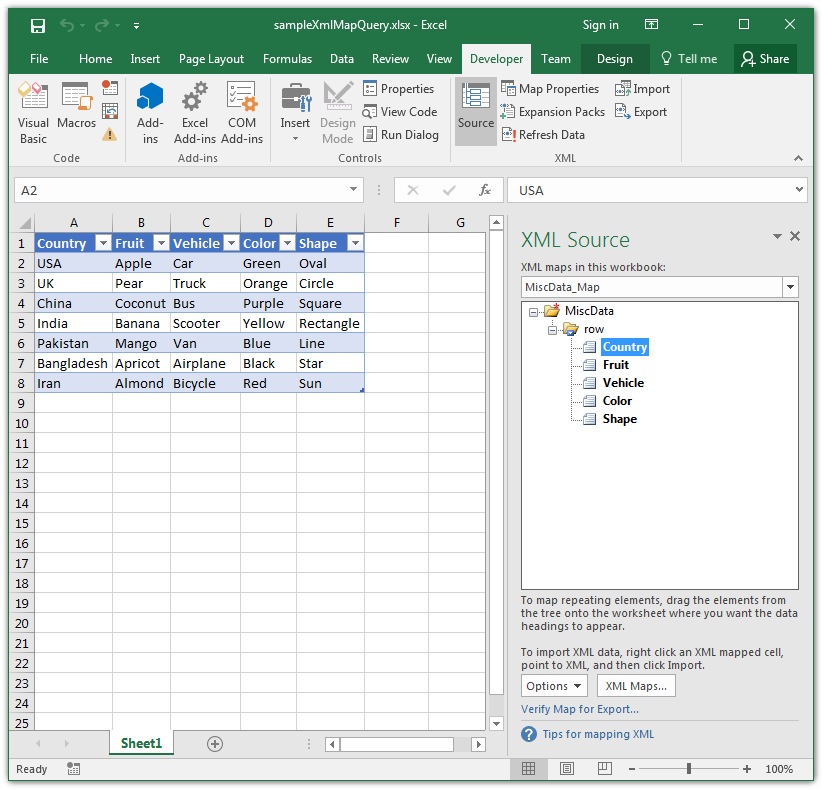 sampleXmlMapQuery.xlsx - Excel
Sign in
File Home Insert Page Layout Formulas Data Review View Developer Team Design Tell me Share
Visual Basic
Macros
Code
Add-ins
Excel Add-ins
COM Add-ins
Add-ins
Insert
Design Mode
Properties
View Code
Run Dialog
Controls
Source
Map Properties
Expansion Packs
Refresh Data
Import
Export
XML
A2
fx
USA
A B C D E F G
1 Country Fruit Vehicle Color Shape
2 USA Apple Car Green Oval
3 UK Pear Truck Orange Circle
4 China Coconut Bus Purple Square
5 India Banana Scooter Yellow Rectangle
6 Pakistan Mango Van Blue Line
7 Bangladesh Apricot Airplane Black Star
8 Iran Almond Bicycle Red Sun
9
10
11
12
13
14
15
16
17
18
19
20
21
22
23
24
25
XML Source
XML maps in this workbook:
MiscData_Map
MiscData
row
Country
Fruit
Vehicle
Color
Shape
To map repeating elements, drag the elements from
the tree onto the worksheet where you want the data
headings to appear.
To import XML data, right click an XML mapped cell,
point to XML, and then click Import.
Options
XML Maps...
Verify Map for Export...
Tips for mapping XML
Sheet1
Ready
100%